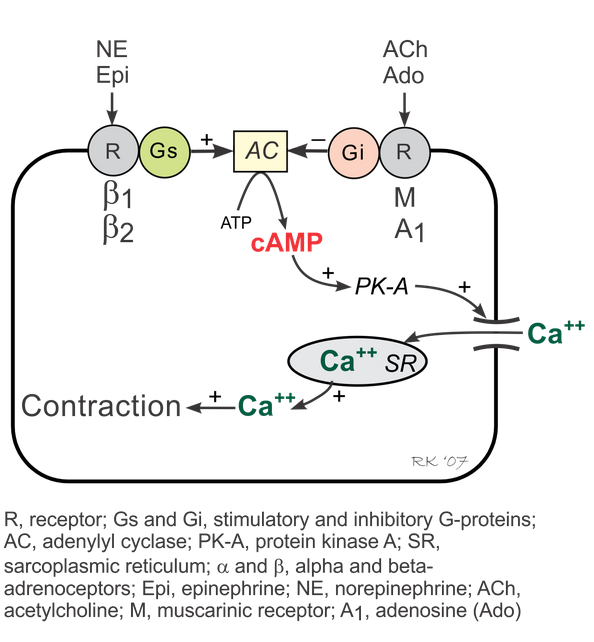 NE
Epi
ACh
Ado
R
Gs
+
AC
–
Gi
R
β1
β2
M
A1
ATP
cAMP
+
PK-A
+
Ca++
Ca++ SR
+
Ca++
+
Contraction
RK '07
R, receptor; Gs and Gi, stimulatory and inhibitory G-proteins;
AC, adenylyl cyclase; PK-A, protein kinase A; SR,
sarcoplasmic reticulum; α and β, alpha and beta-
adrenoceptors; Epi, epinephrine; NE, norepinephrine; ACh,
acetylcholine; M, muscarinic receptor; A1, adenosine (Ado)